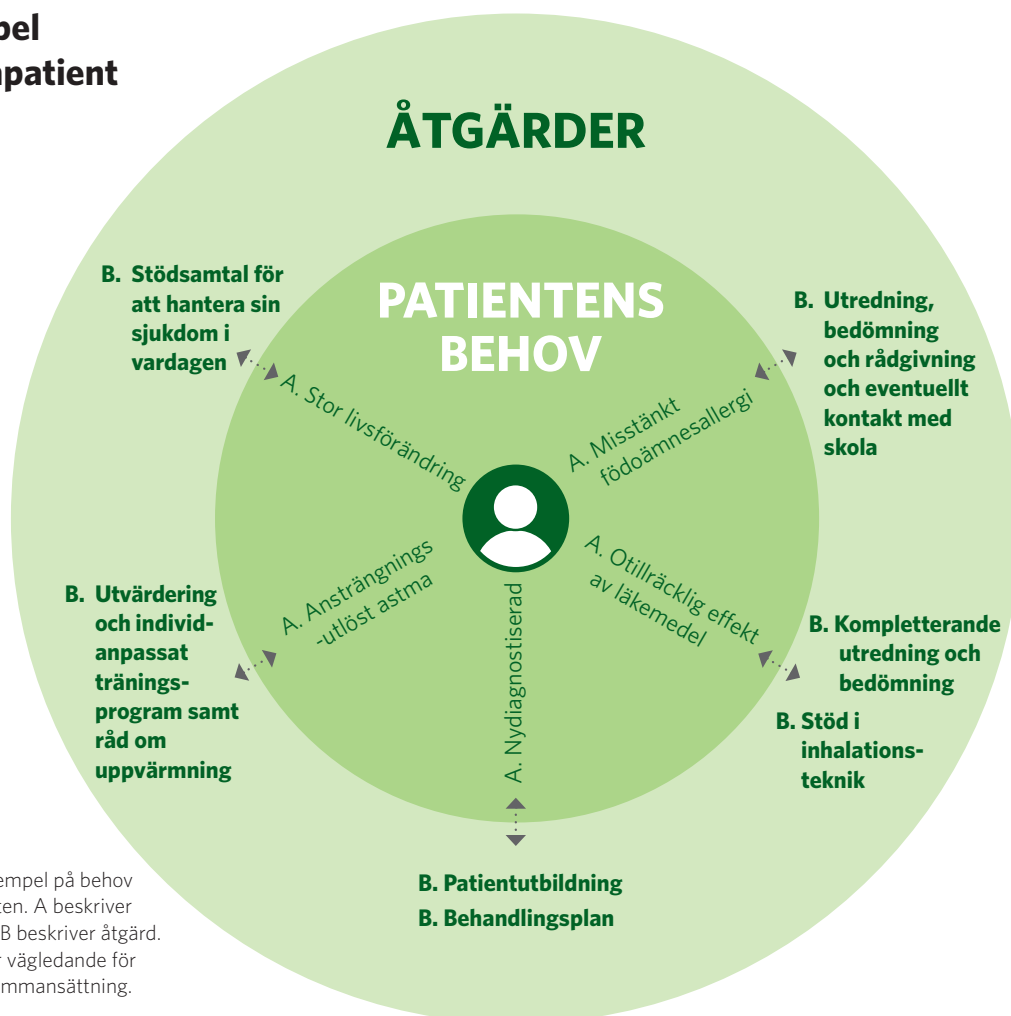 pel
patient
ÅTGÄRDER
PATIENTENS
BEHOV
B. Stödsamtal för
att hantera sin
sjukdom i
vardagen
A. Stor livsförändring
B. Utredning,
bedömning
och rådgivning
och eventuellt
kontakt med
skola
A. Misstänkt
födoämnesallergi
B. Utvärdering
och individ-
anpassat
tränings-
program samt
råd om
uppvärmning
A. Ansträngnings
-utlöst astma
A. Otillräcklig effekt
av läkemedel
B. Kompletterande
utredning och
bedömning
B. Stöd i
inhalations-
teknik
A. Nydiagnostiserad
B. Patientutbildning
B. Behandlingsplan
empel på behov
ten. A beskriver
B beskriver åtgärd.
r vägledande för
mmansättning.